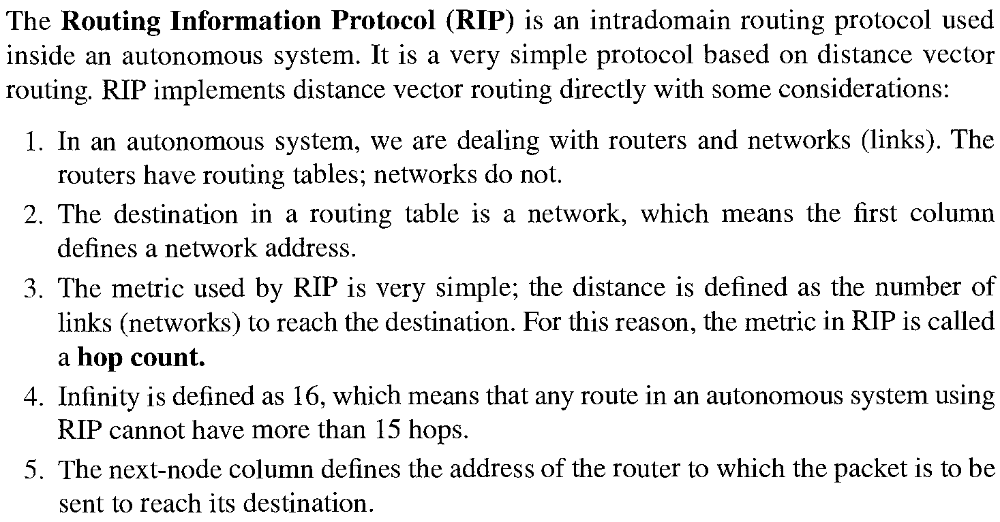 The Routing Information Protocol (RIP) is an intradomain routing protocol used
inside an autonomous system. It is a very simple protocol based on distance vector
routing. RIP implements distance vector routing directly with some considerations:
1. In an autonomous system, we are dealing with routers and networks (links). The
routers have routing tables; networks do not.
2. The destination in a routing table is a network, which means the first column
defines a network address.
3. The metric used by RIP is very simple; the distance is defined as the number of
links (networks) to reach the destination. For this reason, the metric in RIP is called
a hop count.
4. Infinity is defined as 16, which means that any route in an autonomous system using
RIP cannot have more than 15 hops.
5. The next-node column defines the address of the router to which the packet is to be
sent to reach its destination.